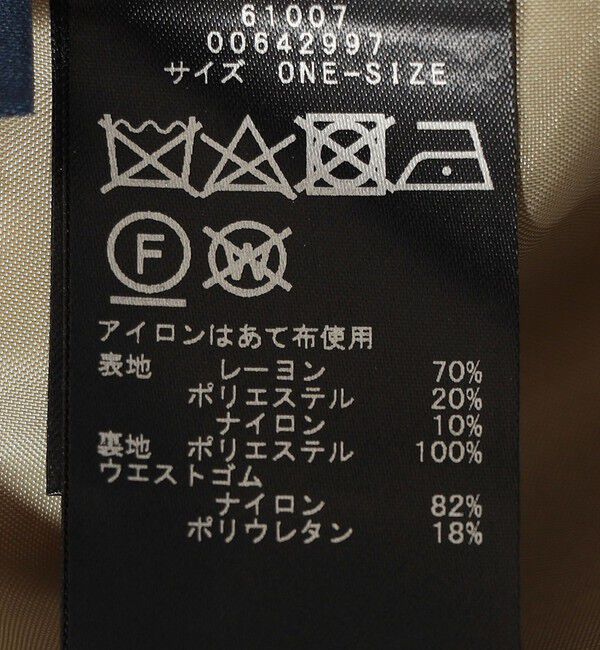 61007
00642997
サイズ ONE-SIZE
F W
アイロンはあて布使用
表地 レーヨン 70%
ポリエステル 20%
ナイロン 10%
裏地 ポリエステル 100%
ウエストゴム
ナイロン 82%
ポリウレタン 18%